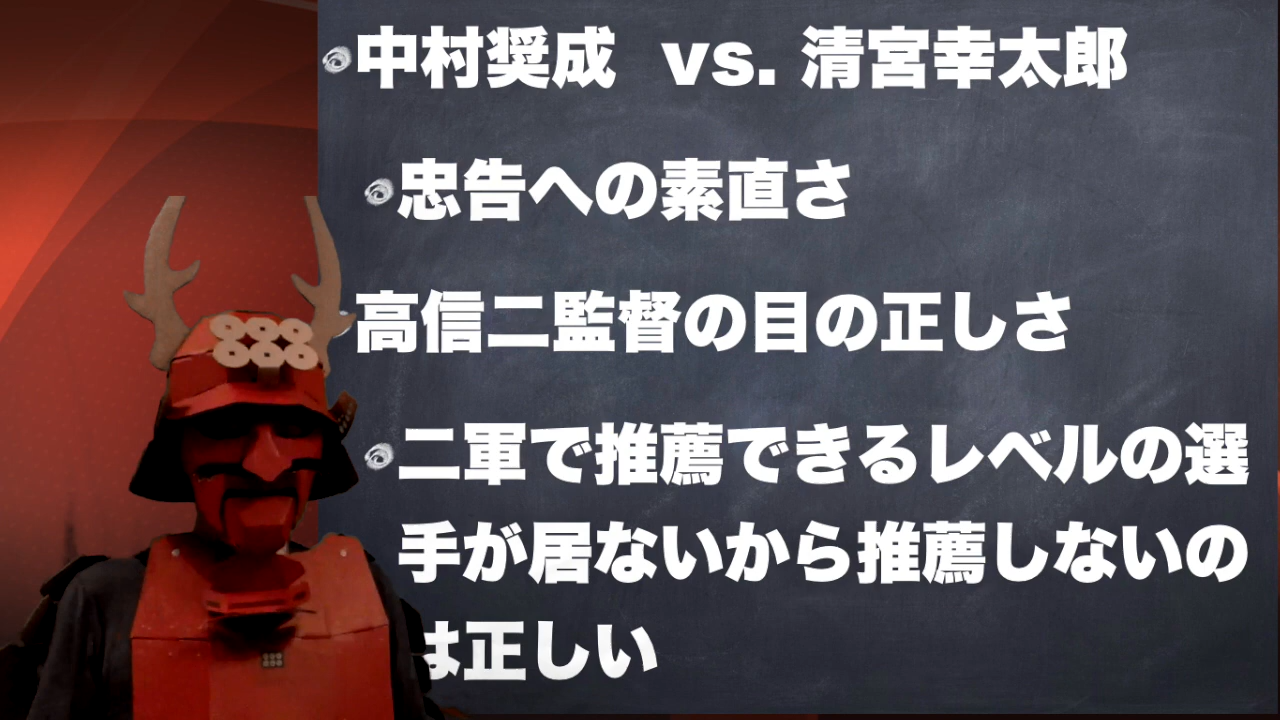 中村奨成 vs. 清宮幸太郎
忠告への素直さ
高信二監督の目の正しさ
二軍で推薦できるレベルの選
手が居ないから推薦しないの
は正しい